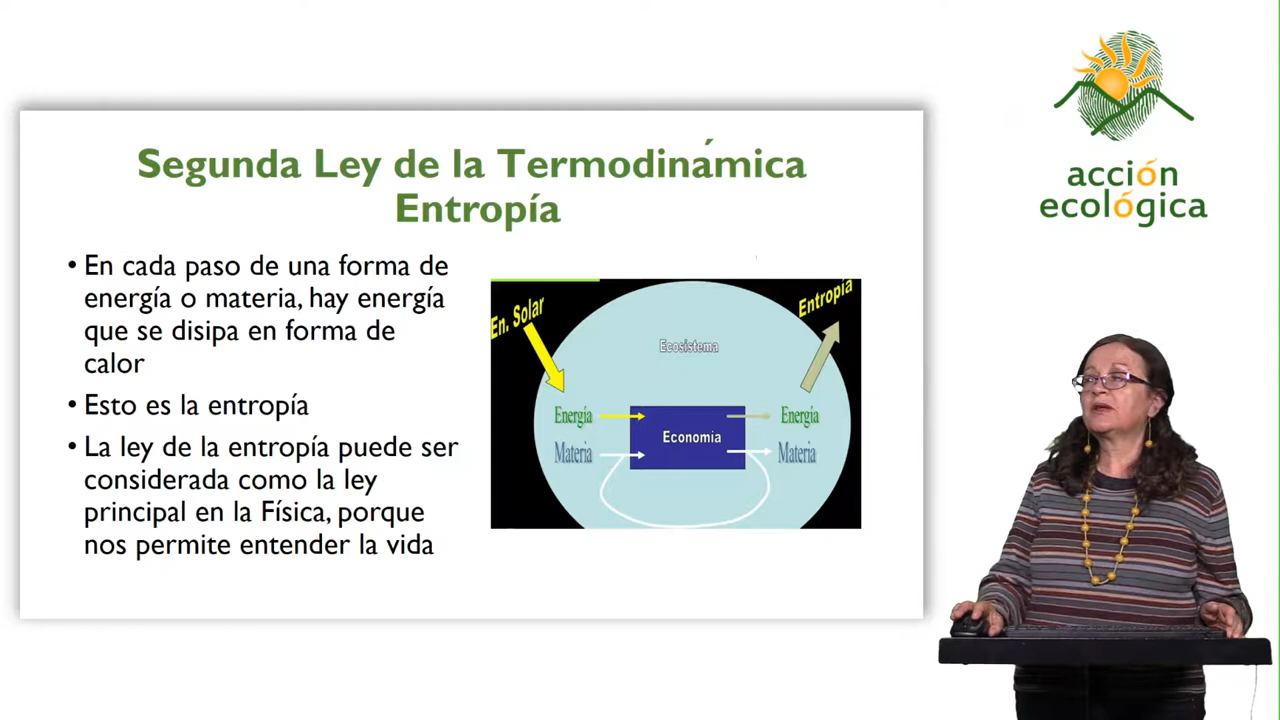 acción
ecológica
Segunda Ley de la Termodinámica
Entropía
• En cada paso de una forma de
energía o materia, hay energía
que se disipa en forma de
calor
• Esto es la entropía
• La ley de la entropía puede ser
considerada como la ley
principal en la Física, porque
nos permite entender la vida
En. Solar
Entropía
Ecosistema
Energía
Energía
Economía
Materia
Materia